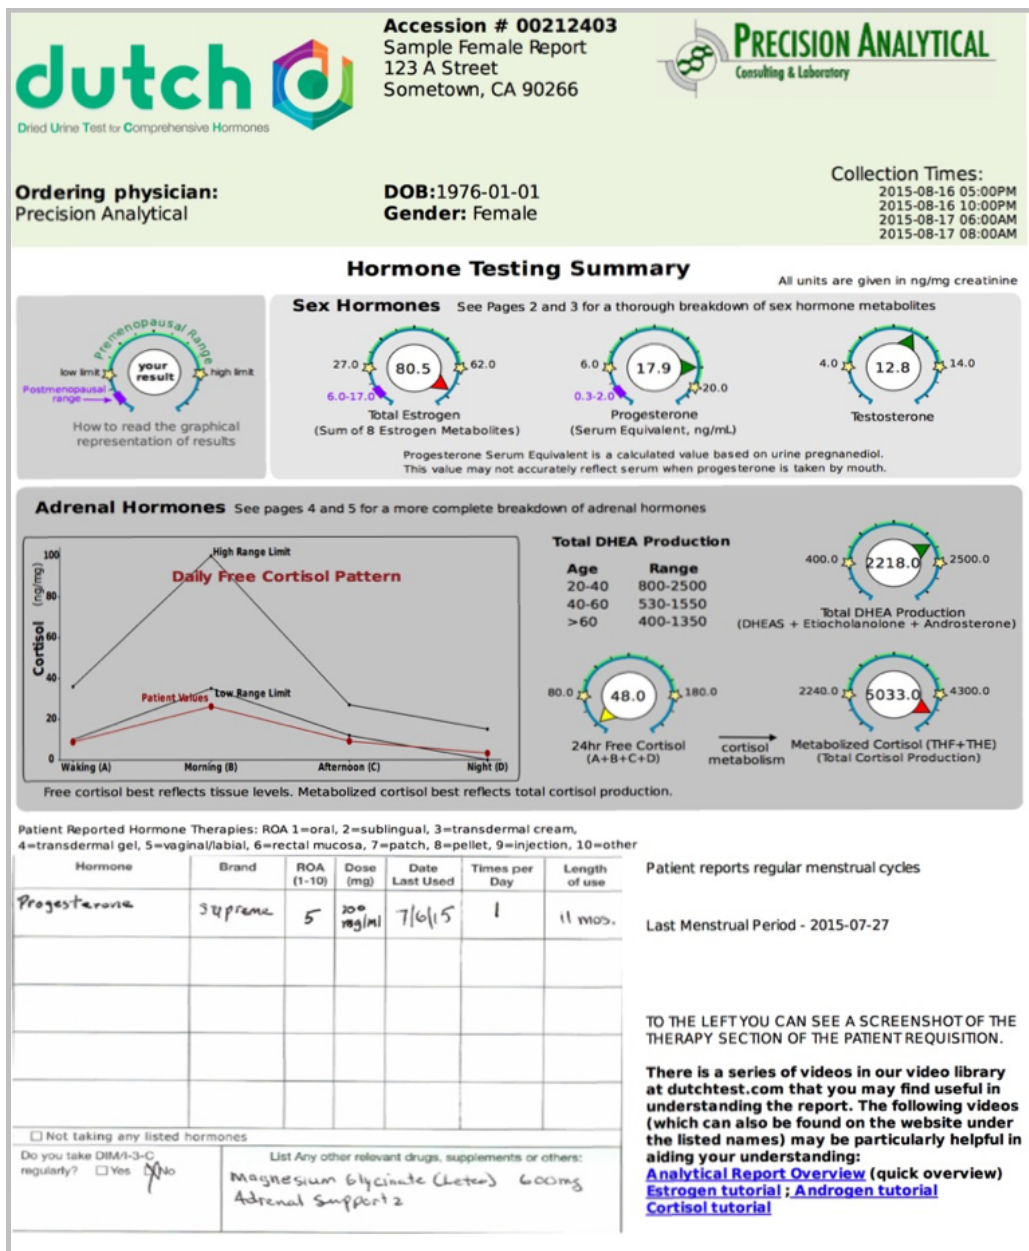 dutch
Dried Urine Test for Comprehensive Hormones
Accession # 00212403
Sample Female Report
123 A Street
Sometown, CA 90266
PRECISION ANALYTICAL
Consulting & Laboratory
Ordering physician:
Precision Analytical
DOB:1976-01-01
Gender: Female
Collection Times:
2015-08-16 05:00PM
2015-08-16 10:00PM
2015-08-17 06:00AM
2015-08-17 08:00AM
Hormone Testing Summary
All units are given in ng/mg creatinine
Premenopausal Range
low limit
your
result
high limit
Postmenopausal
range
How to read the graphical
representation of results
Sex Hormones See Pages 2 and 3 for a thorough breakdown of sex hormone metabolites
27.0 80.5 62.0
6.0-17.0
Total Estrogen
(Sum of 8 Estrogen Metabolites)
6.0 17.9 20.0
0.3-2.0
Progesterone
(Serum Equivalent, ng/mL)
4.0 12.8 14.0
Testosterone
Progesterone Serum Equivalent is a calculated value based on urine pregnanediol.
This value may not accurately reflect serum when progesterone is taken by mouth.
Adrenal Hormones See pages 4 and 5 for a more complete breakdown of adrenal hormones
Cortisol (ng/mg)
100
80
60
40
20
0
High Range Limit
Daily Free Cortisol Pattern
Patient Values
Low Range Limit
Waking (A) Morning (B) Afternoon (C) Night (D)
Total DHEA Production
Age Range
20-40 800-2500
40-60 530-1550
>60 400-1350
400.0 2218.0 2500.0
Total DHEA Production
(DHEAS + Etiocholanolone + Androsterone)
80.0 48.0 180.0
24hr Free Cortisol
(A+B+C+D)
cortisol
metabolism
2240.0 5033.0 4300.0
Metabolized Cortisol (THF+THE)
(Total Cortisol Production)
Free cortisol best reflects tissue levels. Metabolized cortisol best reflects total cortisol production.
Patient Reported Hormone Therapies: ROA 1=oral, 2=sublingual, 3=transdermal cream,
4=transdermal gel, 5=vaginal/labial, 6=rectal mucosa, 7=patch, 8=pellet, 9=injection, 10=other
Hormone Brand ROA (1-10) Dose (mg) Date Last Used Times per Day Length of use
Progesterone Supreme 5 mg/ml 7/6/15 1 11 mos.
Not taking any listed hormones
Do you take DIM/I-3-C
regularly? Yes No
List Any other relevant drugs, supplements or others:
Magnesium Glycinate 600mg
Adrenal Support
Patient reports regular menstrual cycles
Last Menstrual Period - 2015-07-27
TO THE LEFT YOU CAN SEE A SCREENSHOT OF THE
THERAPY SECTION OF THE PATIENT REQUISITION.
There is a series of videos in our video library
at dutchtest.com that you may find useful in
understanding the report. The following videos
(which can also be found on the website under
the listed names) may be particularly helpful in
aiding your understanding:
Analytical Report Overview (quick overview)
Estrogen tutorial ; Androgen tutorial
Cortisol tutorial